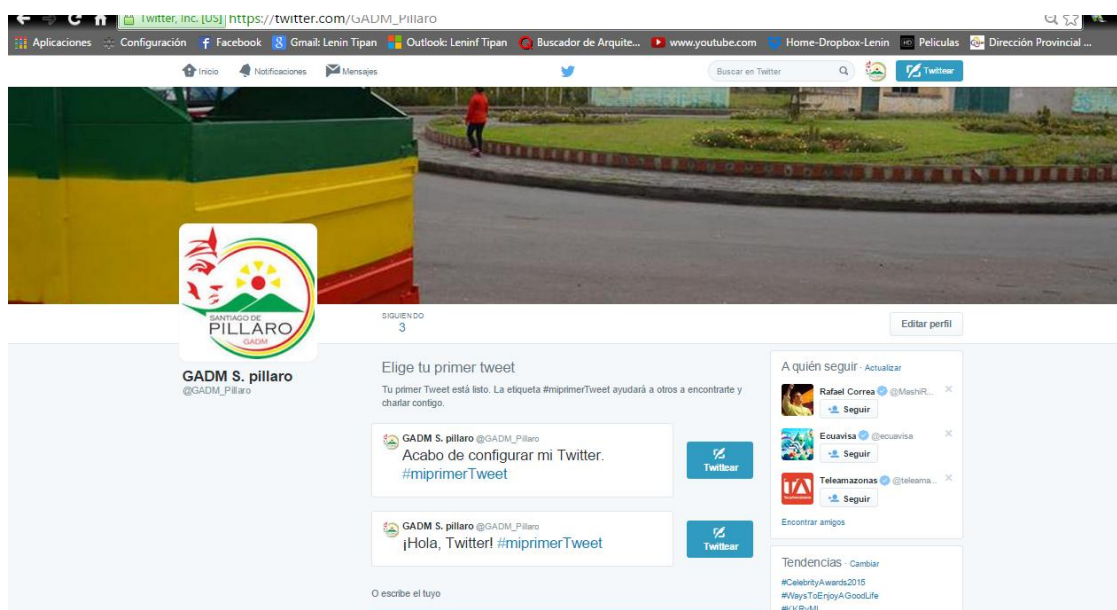 Twitter, Inc. [US] https://twitter.com/GADM_Pillaro
Aplicaciones Configuración Facebook Gmail: Lenin Tipan Outlook: Leninf Tipan Buscador de Arquite... www.youtube.com Home-Dropbox-Lenin Peliculas Dirección Provincial ...
Inicio Notificaciones Mensajes Buscar en Twitter Twittear
SANTIAGO DE
PILLARO
GADM
SIGUIENDO
3
Editar perfil
GADM S. pillaro
@GADM_Pillaro
Elige tu primer tweet
Tu primer Tweet está listo. La etiqueta #miprimerTweet ayudará a otros a encontrarte y
charlar contigo.
GADM S. pillaro @GADM_Pillaro
Acabo de configurar mi Twitter.
#miprimerTweet
Twittear
GADM S. pillaro @GADM_Pillaro
¡Hola, Twitter! #miprimerTweet
Twittear
O escribe el tuyo
A quién seguir · Actualizar
Rafael Correa @MashiR...
Seguir
Ecuavisa @ecuavisa
Seguir
Teleamazonas @teleama...
Seguir
Encontrar amigos
Tendencias · Cambiar
#CelebrityAwards2015
#WaysToEnjoyAGoodLife